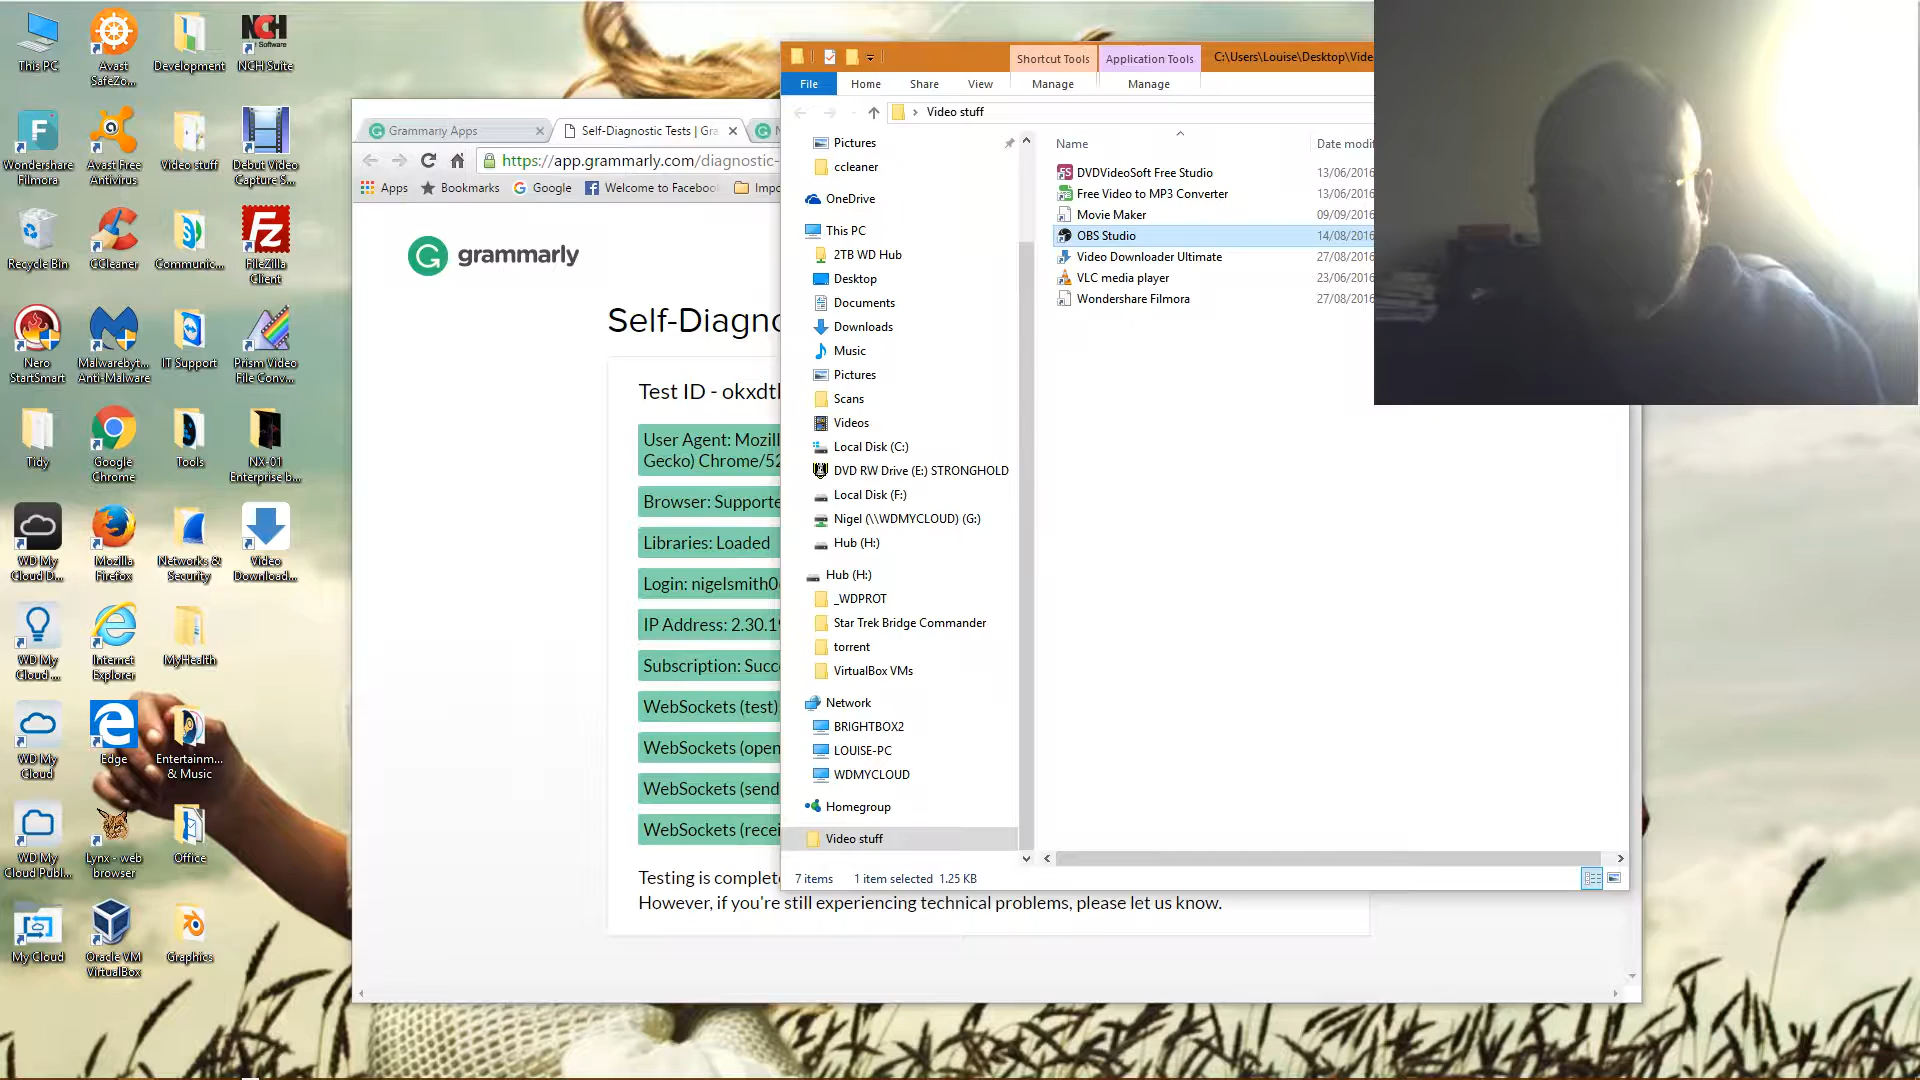 This PC
Avast
SafeZo...
Development
NCH
Software
NCH Suite
Wondershare
Filmora
Avast Free
Antivirus
Video stuff
Debut Video
Capture S...
Recycle Bin
CCleaner
Communic...
FileZilla
Client
Nero
StartSmart
Malwarebyt...
Anti-Malware
IT Support
Prism Video
File Conv...
Tidy
Google
Chrome
Tools
NX-01
Enterprise b...
WD My
Cloud D...
Mozilla
Firefox
Networks &
Security
Video
Download...
WD My
Cloud ...
Internet
Explorer
MyHealth
WD My
Cloud
Edge
Entertainm...
& Music
WD My
Cloud Publ...
Lynx - web
browser
Office
My Cloud
Oracle VM
VirtualBox
Graphics
Grammarly Apps
Self-Diagnostic Tests | Gra
https://app.grammarly.com/diagnostic-
Apps
Bookmarks
Google
Welcome to Facebook
Impo
grammarly
Self-Diagno
Test ID - okxdt
User Agent: Mozill
Gecko) Chrome/52
Browser: Supporte
Libraries: Loaded
Login: nigelsmith0
IP Address: 2.30.19
Subscription: Succ
WebSockets (test)
WebSockets (open
WebSockets (send
WebSockets (recei
Testing is complete
However, if you're still experiencing technical problems, please let us know.
Shortcut Tools
Application Tools
C:\Users\Louise\Desktop\Vide
File
Home
Share
View
Manage
Manage
Video stuff
Pictures
ccleaner
OneDrive
This PC
2TB WD Hub
Desktop
Documents
Downloads
Music
Pictures
Scans
Videos
Local Disk (C:)
DVD RW Drive (E:) STRONGHOLD
Local Disk (F:)
Nigel (\\WDMYCLOUD) (G:)
Hub (H:)
Hub (H:)
_WDPROT
Star Trek Bridge Commander
torrent
VirtualBox VMs
Network
BRIGHTBOX2
LOUISE-PC
WDMYCLOUD
Homegroup
Video stuff
Name
Date modif
DVDVideoSoft Free Studio
13/06/2016
Free Video to MP3 Converter
13/06/2016
Movie Maker
09/09/2016
OBS Studio
14/08/2016
Video Downloader Ultimate
27/08/2016
VLC media player
23/06/2016
Wondershare Filmora
27/08/2016
7 items
1 item selected 1.25 KB